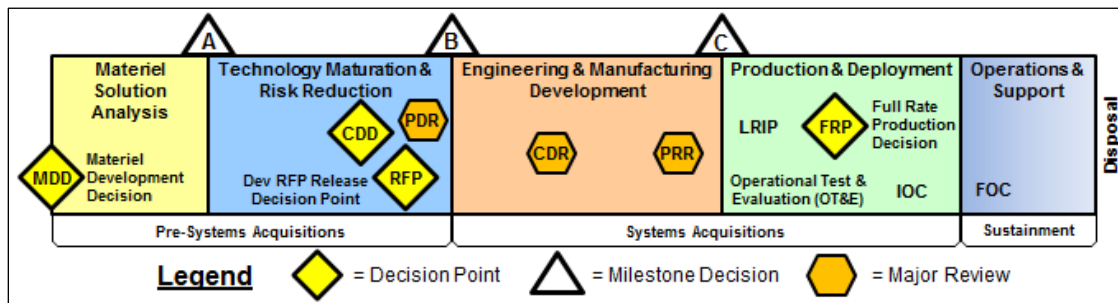 A
B
C
Materiel
Solution
Analysis
MDD
Materiel
Development
Decision
Technology Maturation &
Risk Reduction
CDD
PDR
Dev RFP Release
Decision Point
RFP
Engineering & Manufacturing
Development
CDR
PRR
Production & Deployment
LRIP
FRP
Full Rate
Production
Decision
Operational Test &
Evaluation (OT&E)
IOC
Operations &
Support
FOC
Disposal
Pre-Systems Acquisitions
Systems Acquisitions
Sustainment
Legend
= Decision Point
= Milestone Decision
= Major Review